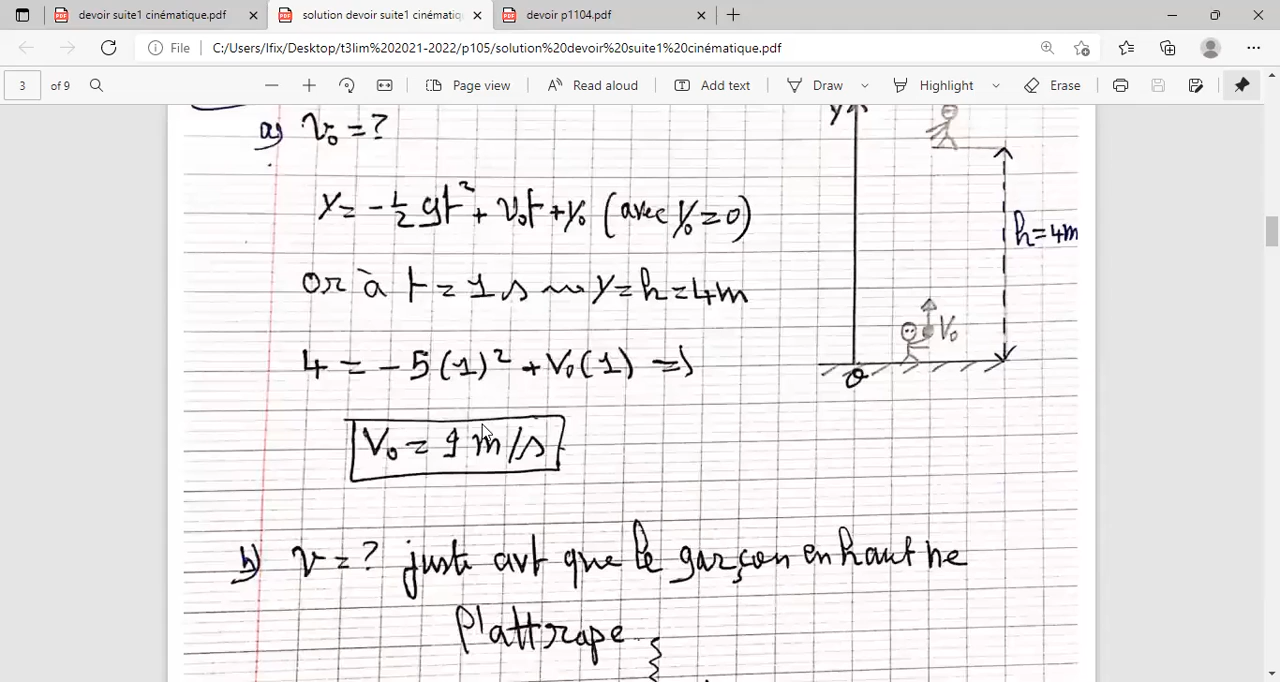 devoir suite1 cinématique.pdf
solution devoir suite1 cinématiq
devoir p1104.pdf
File C:/Users/Ifix/Desktop/t3lim%202021-2022/p105/solution%20devoir%20suite1%20cinématique.pdf
3 of 9 Page view Read aloud Add text Draw Highlight Erase
a) V₀ = ?
y = -1/2 gt² + V₀t + y₀ (avec y₀ = 0)
or à t = 1 s y = h = 4m
4 = -5(1)² + V₀(1) =>
V₀ = 9 m/s
b) v = ? juste avt que le garçon en haut ne
l'attrape
y
h = 4m
V₀
O